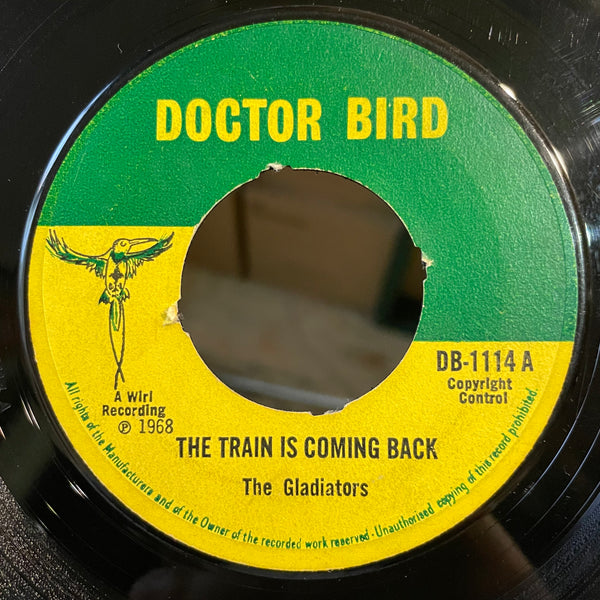 DOCTOR BIRD
A Wirl
Recording
℗ 1968
DB-1114 A
Copyright
Control
THE TRAIN IS COMING BACK
The Gladiators
All rights of the Manufacturers and of the Owner of the recorded work reserved - Unauthorised copying of this record prohibited.